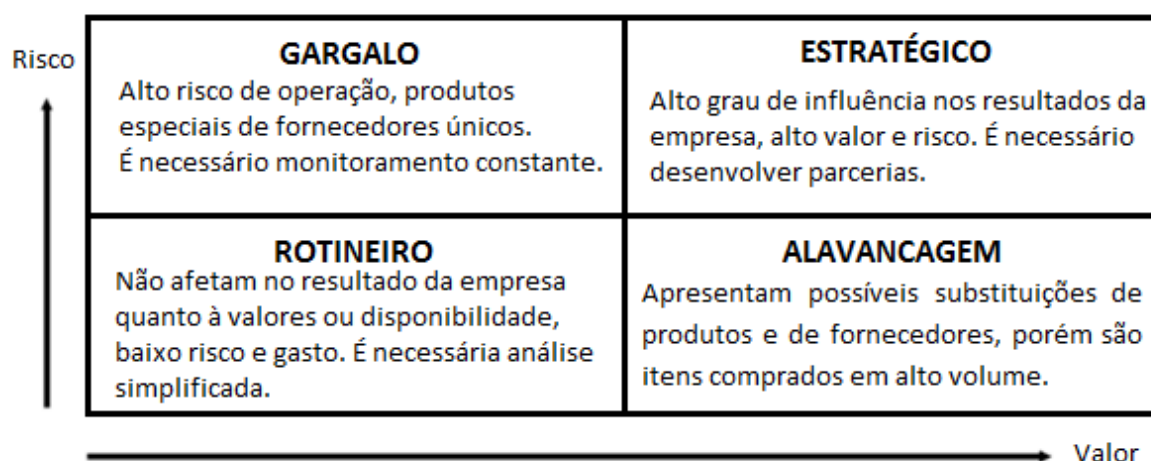 Risco
GARGALO
Alto risco de operação, produtos
especiais de fornecedores únicos.
É necessário monitoramento constante.
ESTRATÉGICO
Alto grau de influência nos resultados da
empresa, alto valor e risco. É necessário
desenvolver parcerias.
ROTINEIRO
Não afetam no resultado da empresa
quanto à valores ou disponibilidade,
baixo risco e gasto. É necessária análise
simplificada.
ALAVANCAGEM
Apresentam possíveis substituições de
produtos e de fornecedores, porém são
itens comprados em alto volume.
Valor